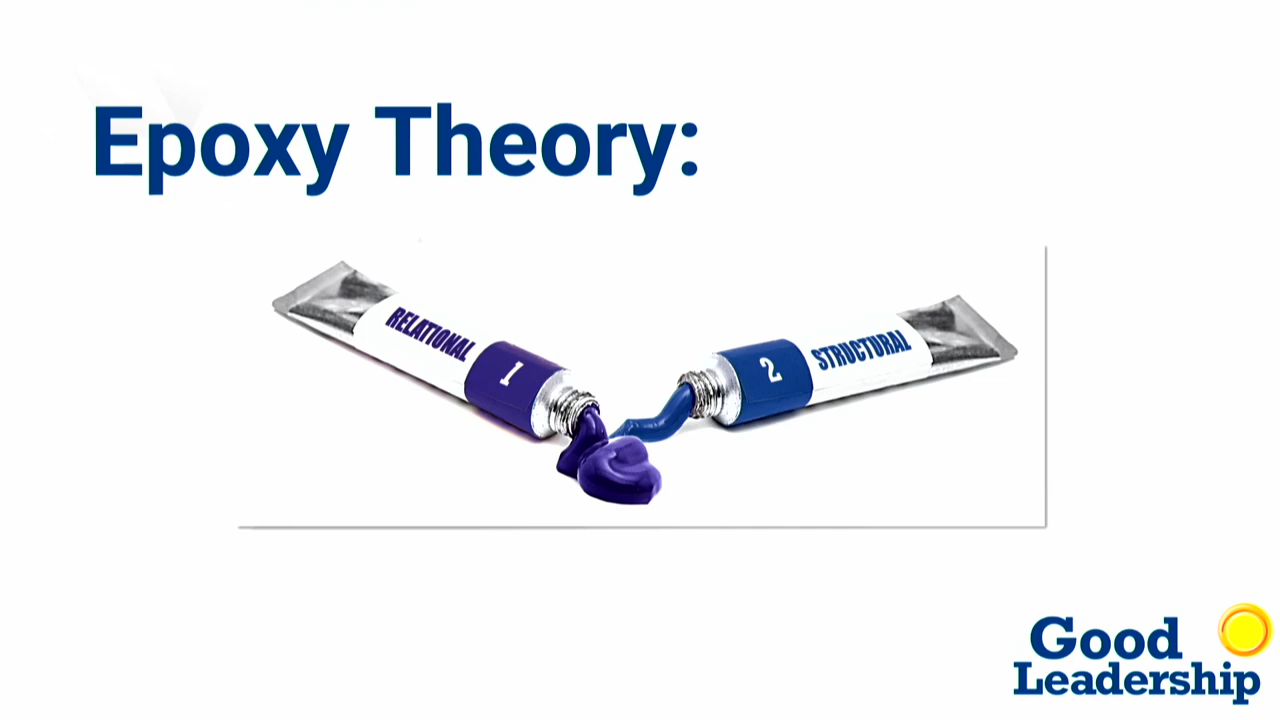 Epoxy Theory:
RELATIONAL
1
2
STRUCTURAL
Good
Leadership